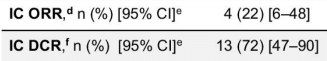 IC ORR,ᵈ n (%) [95% CI]ᵉ 4 (22) [6–48]
IC DCR,ᶠ n (%) [95% CI]ᵉ 13 (72) [47–90]